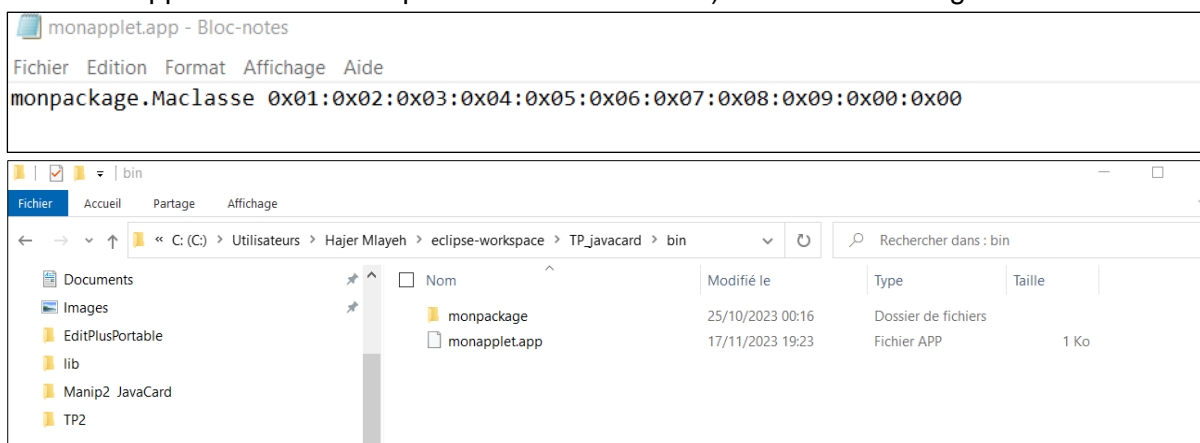 monapplet.app - Bloc-notes
Fichier Edition Format Affichage Aide
monpackage.Maclasse 0x01:0x02:0x03:0x04:0x05:0x06:0x07:0x08:0x09:0x00:0x00
bin
Fichier Accueil Partage Affichage
« C: (C:) > Utilisateurs > Hajer Mlayeh > eclipse-workspace > TP_javacard > bin
Rechercher dans : bin
Nom Modifié le Type Taille
Documents
Images
EditPlusPortable
lib
Manip2 JavaCard
TP2
monpackage 25/10/2023 00:16 Dossier de fichiers
monapplet.app 17/11/2023 19:23 Fichier APP 1 Ko